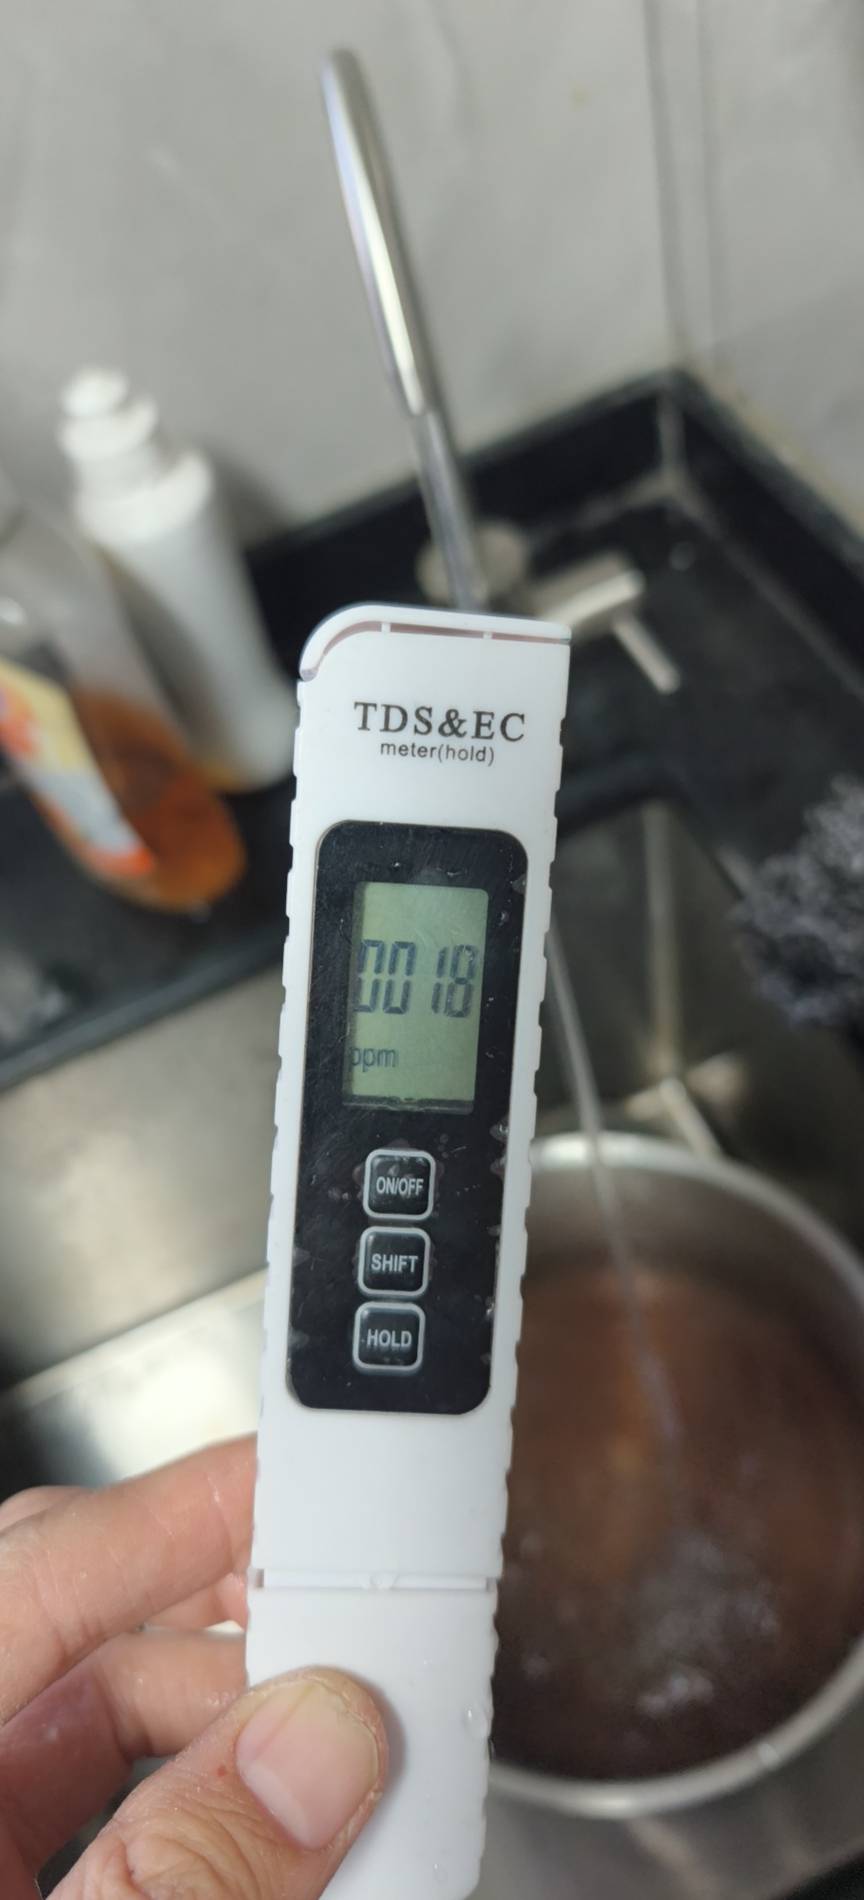 TDS&EC
meter(hold)
0018
ppm
ON/OFF
SHIFT
HOLD